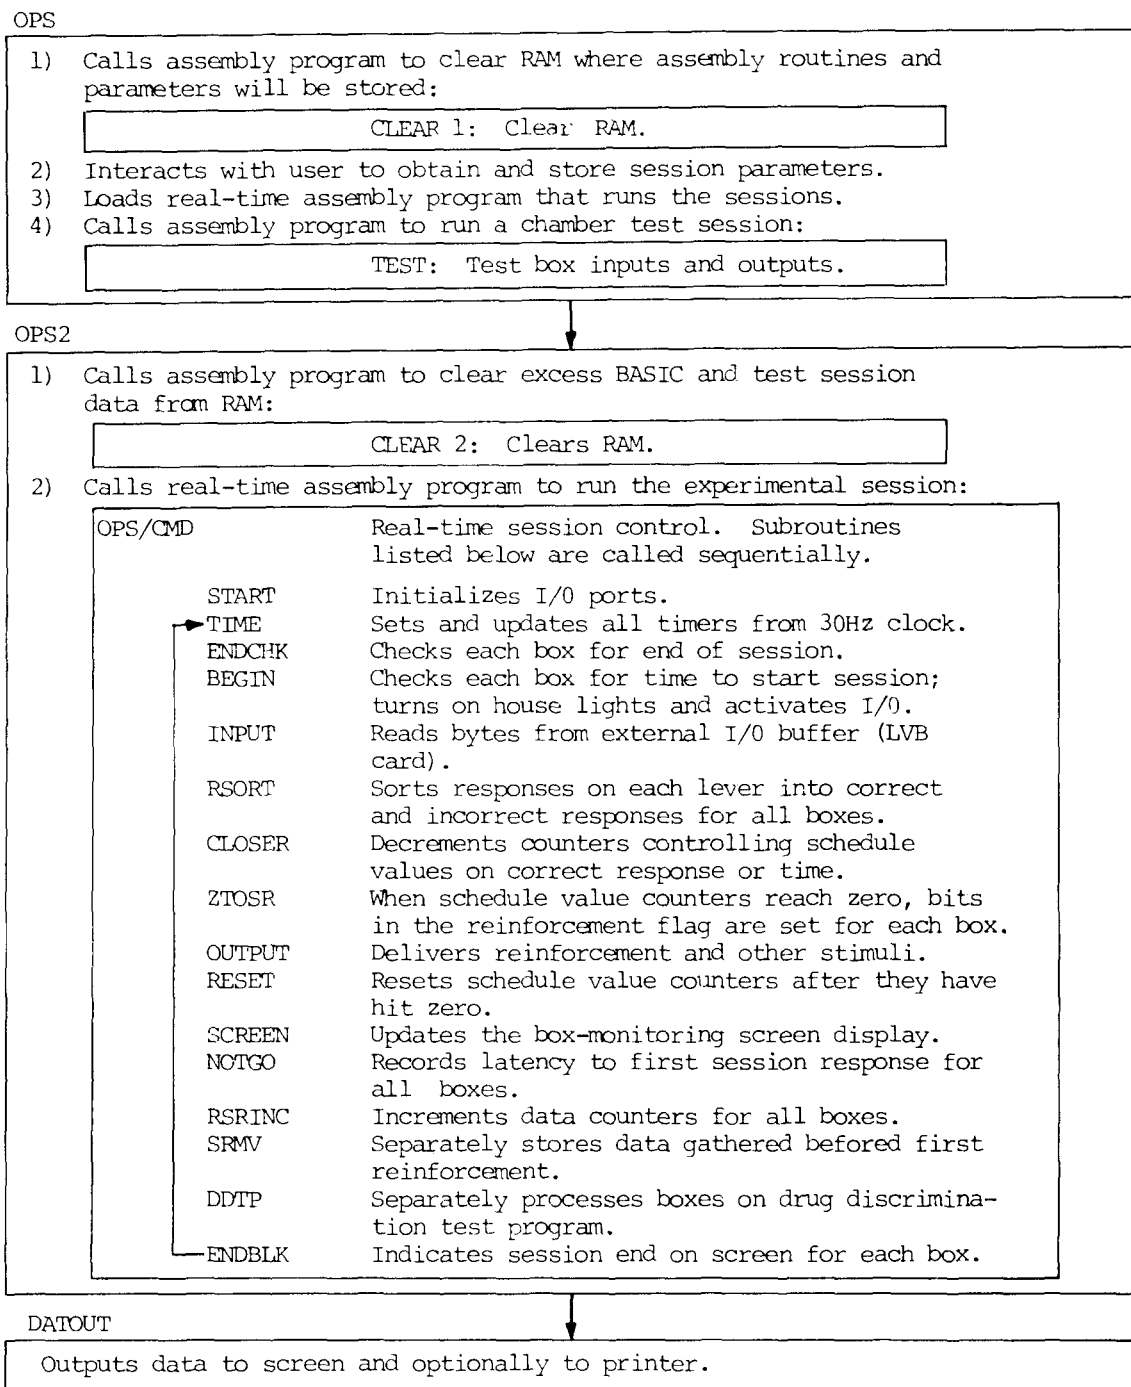 OPS
1) Calls assembly program to clear RAM where assembly routines and
parameters will be stored:
CLEAR 1: Clear RAM.
2) Interacts with user to obtain and store session parameters.
3) Loads real-time assembly program that runs the sessions.
4) Calls assembly program to run a chamber test session:
TEST: Test box inputs and outputs.
OPS2
1) Calls assembly program to clear excess BASIC and test session
data from RAM:
CLEAR 2: Clears RAM.
2) Calls real-time assembly program to run the experimental session:
OPS/CMD Real-time session control. Subroutines
listed below are called sequentially.
START Initializes I/O ports.
TIME Sets and updates all timers from 30Hz clock.
ENDCHK Checks each box for end of session.
BEGIN Checks each box for time to start session;
turns on house lights and activates I/O.
INPUT Reads bytes from external I/O buffer (LVB
card).
RSORT Sorts responses on each lever into correct
and incorrect responses for all boxes.
CLOSER Decrements counters controlling schedule
values on correct response or time.
ZTOSR When schedule value counters reach zero, bits
in the reinforcement flag are set for each box.
OUTPUT Delivers reinforcement and other stimuli.
RESET Resets schedule value counters after they have
hit zero.
SCREEN Updates the box-monitoring screen display.
NOTGO Records latency to first session response for
all boxes.
RSRINC Increments data counters for all boxes.
SRMV Separately stores data gathered befored first
reinforcement.
DDTP Separately processes boxes on drug discrimina-
tion test program.
ENDBLK Indicates session end on screen for each box.
DATOUT
Outputs data to screen and optionally to printer.